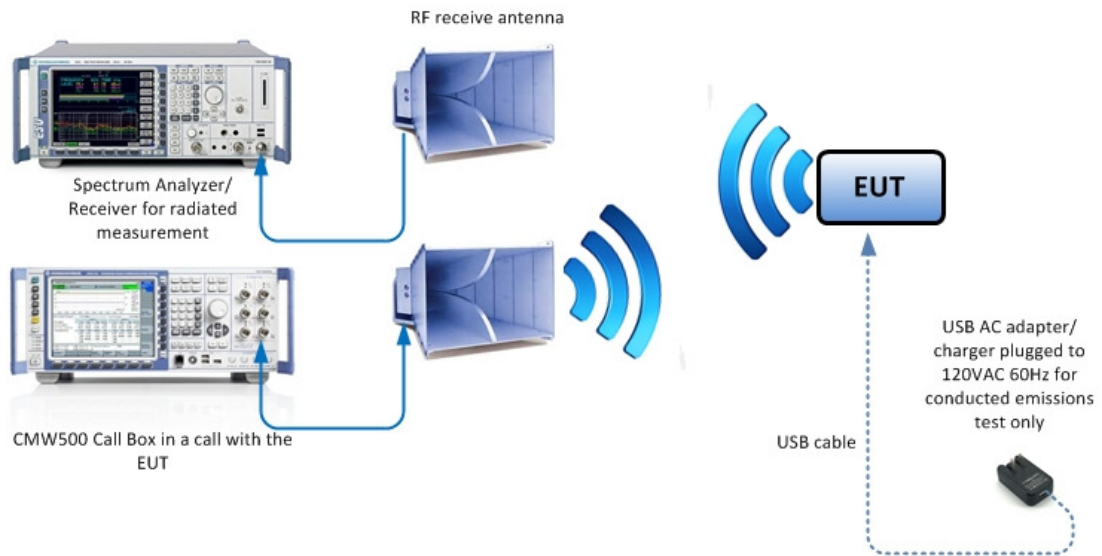 RF receive antenna
Spectrum Analyzer/
Receiver for radiated
measurement
EUT
CMW500 Call Box in a call with the
EUT
USB AC adapter/
charger plugged to
120VAC 60Hz for
conducted emissions
test only
USB cable